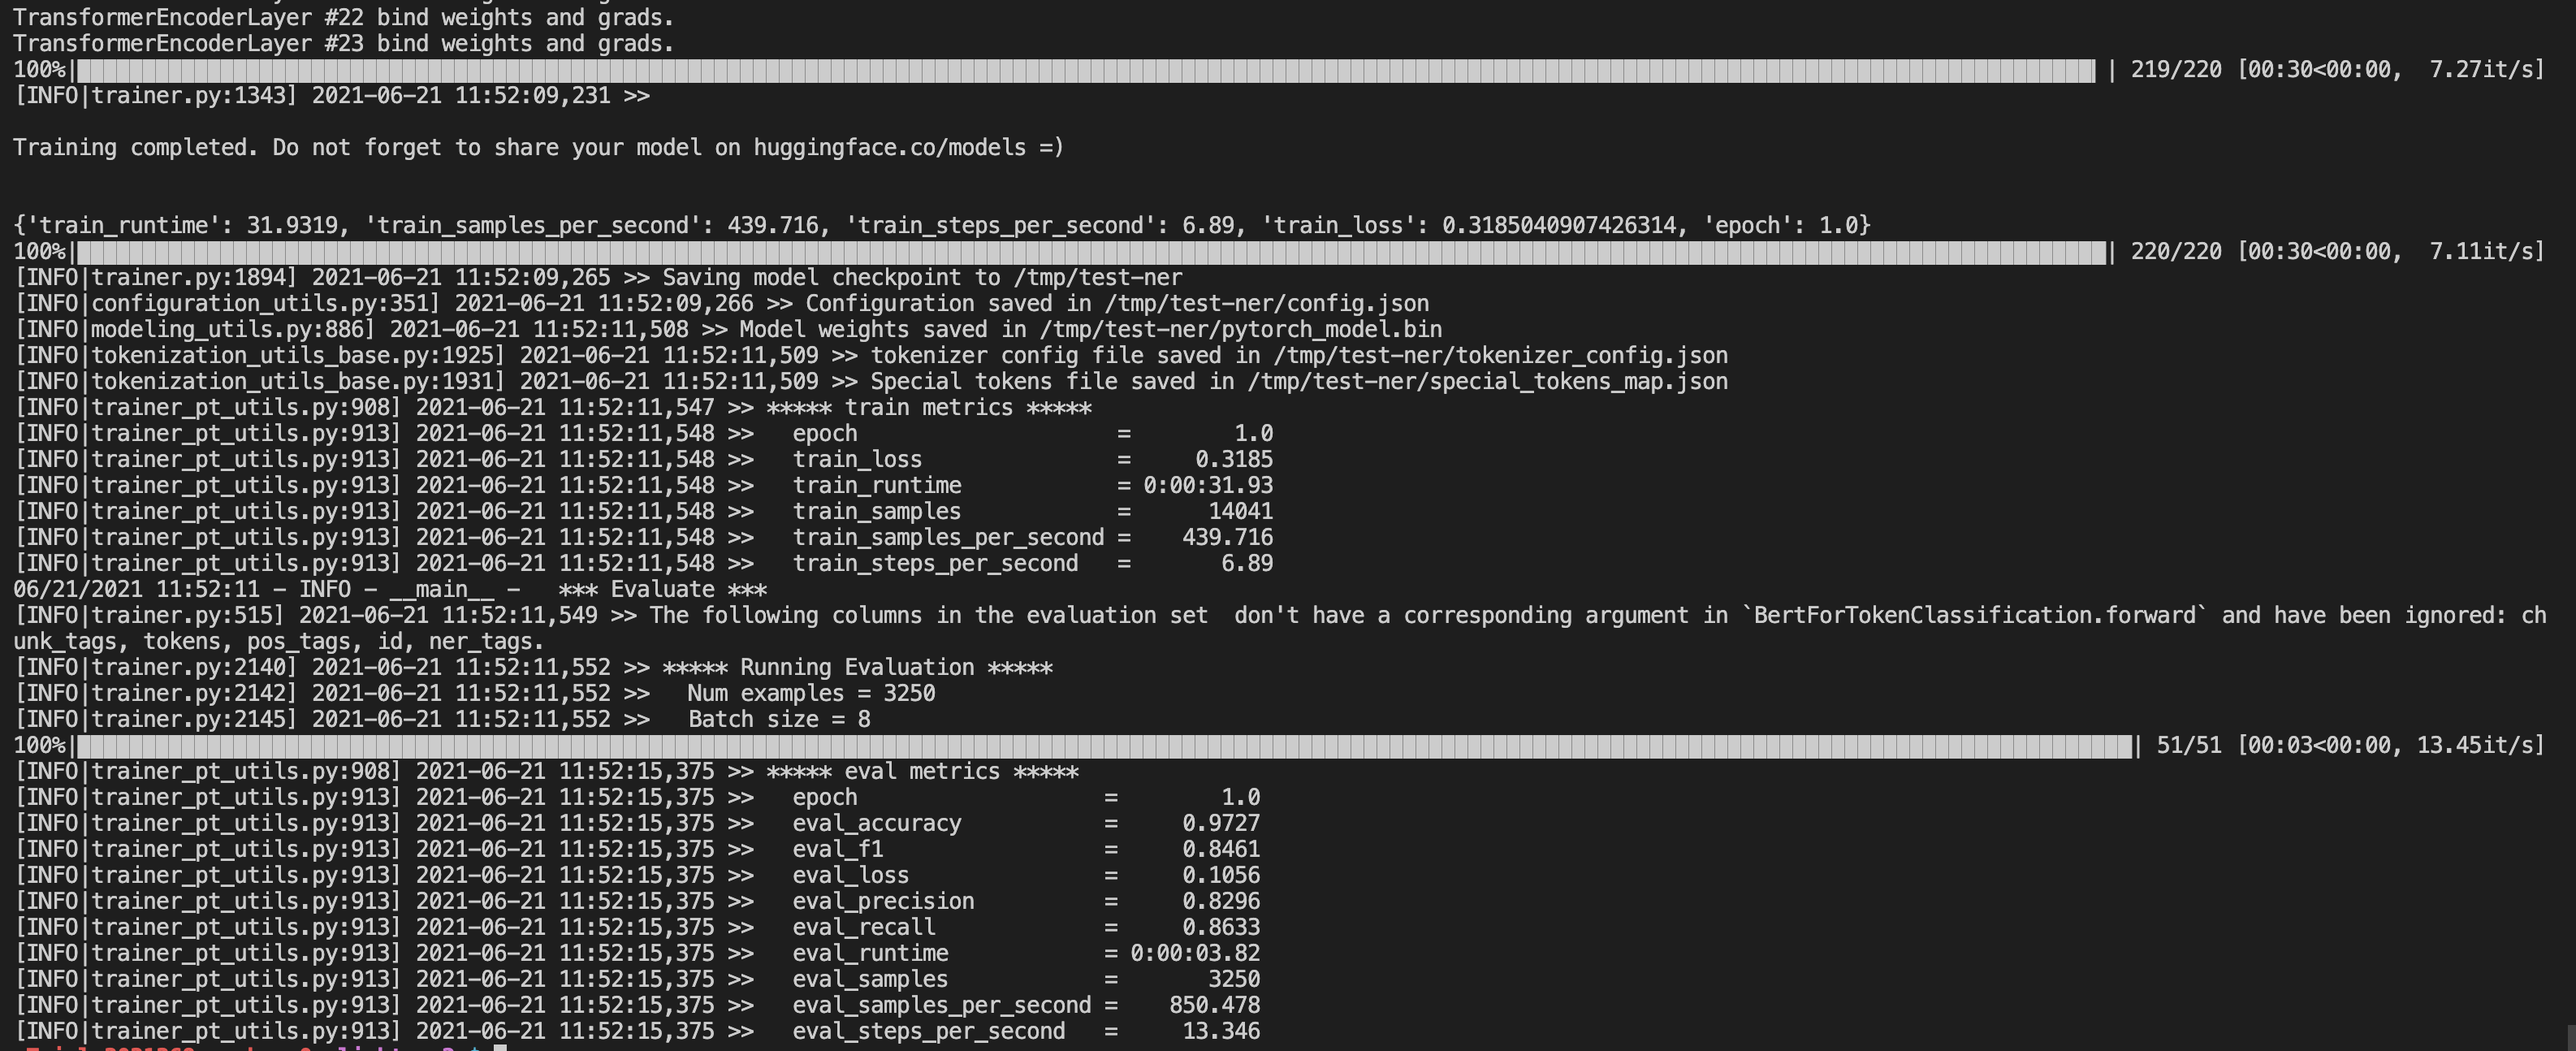 TransformerEncoderLayer #22 bind weights and grads.
TransformerEncoderLayer #23 bind weights and grads.
100%| | 219/220 [00:30<00:00,  7.27it/s]
[INFO|trainer.py:1343] 2021-06-21 11:52:09,231 >>
Training completed. Do not forget to share your model on huggingface.co/models =)
{'train_runtime': 31.9319, 'train_samples_per_second': 439.716, 'train_steps_per_second': 6.89, 'train_loss': 0.3185040907426314, 'epoch': 1.0}
100%| | 220/220 [00:30<00:00,  7.11it/s]
[INFO|trainer.py:1894] 2021-06-21 11:52:09,265 >> Saving model checkpoint to /tmp/test-ner
[INFO|configuration_utils.py:351] 2021-06-21 11:52:09,266 >> Configuration saved in /tmp/test-ner/config.json
[INFO|modeling_utils.py:886] 2021-06-21 11:52:11,508 >> Model weights saved in /tmp/test-ner/pytorch_model.bin
[INFO|tokenization_utils_base.py:1925] 2021-06-21 11:52:11,509 >> tokenizer config file saved in /tmp/test-ner/tokenizer_config.json
[INFO|tokenization_utils_base.py:1931] 2021-06-21 11:52:11,509 >> Special tokens file saved in /tmp/test-ner/special_tokens_map.json
[INFO|trainer_pt_utils.py:908] 2021-06-21 11:52:11,547 >> ***** train metrics *****
[INFO|trainer_pt_utils.py:913] 2021-06-21 11:52:11,548 >>   epoch                    =        1.0
[INFO|trainer_pt_utils.py:913] 2021-06-21 11:52:11,548 >>   train_loss               =     0.3185
[INFO|trainer_pt_utils.py:913] 2021-06-21 11:52:11,548 >>   train_runtime            = 0:00:31.93
[INFO|trainer_pt_utils.py:913] 2021-06-21 11:52:11,548 >>   train_samples            =      14041
[INFO|trainer_pt_utils.py:913] 2021-06-21 11:52:11,548 >>   train_samples_per_second =    439.716
[INFO|trainer_pt_utils.py:913] 2021-06-21 11:52:11,548 >>   train_steps_per_second   =       6.89
06/21/2021 11:52:11 - INFO - __main__ -   *** Evaluate ***
[INFO|trainer.py:515] 2021-06-21 11:52:11,549 >> The following columns in the evaluation set  don't have a corresponding argument in `BertForTokenClassification.forward` and have been ignored: ch
unk_tags, tokens, pos_tags, id, ner_tags.
[INFO|trainer.py:2140] 2021-06-21 11:52:11,552 >> ***** Running Evaluation *****
[INFO|trainer.py:2142] 2021-06-21 11:52:11,552 >>   Num examples = 3250
[INFO|trainer.py:2145] 2021-06-21 11:52:11,552 >>   Batch size = 8
100%| | 51/51 [00:03<00:00, 13.45it/s]
[INFO|trainer_pt_utils.py:908] 2021-06-21 11:52:15,375 >> ***** eval metrics *****
[INFO|trainer_pt_utils.py:913] 2021-06-21 11:52:15,375 >>   epoch                   =        1.0
[INFO|trainer_pt_utils.py:913] 2021-06-21 11:52:15,375 >>   eval_accuracy           =     0.9727
[INFO|trainer_pt_utils.py:913] 2021-06-21 11:52:15,375 >>   eval_f1                 =     0.8461
[INFO|trainer_pt_utils.py:913] 2021-06-21 11:52:15,375 >>   eval_loss               =     0.1056
[INFO|trainer_pt_utils.py:913] 2021-06-21 11:52:15,375 >>   eval_precision          =     0.8296
[INFO|trainer_pt_utils.py:913] 2021-06-21 11:52:15,375 >>   eval_recall             =     0.8633
[INFO|trainer_pt_utils.py:913] 2021-06-21 11:52:15,375 >>   eval_runtime            = 0:00:03.82
[INFO|trainer_pt_utils.py:913] 2021-06-21 11:52:15,375 >>   eval_samples            =       3250
[INFO|trainer_pt_utils.py:913] 2021-06-21 11:52:15,375 >>   eval_samples_per_second =    850.478
[INFO|trainer_pt_utils.py:913] 2021-06-21 11:52:15,375 >>   eval_steps_per_second   =     13.346